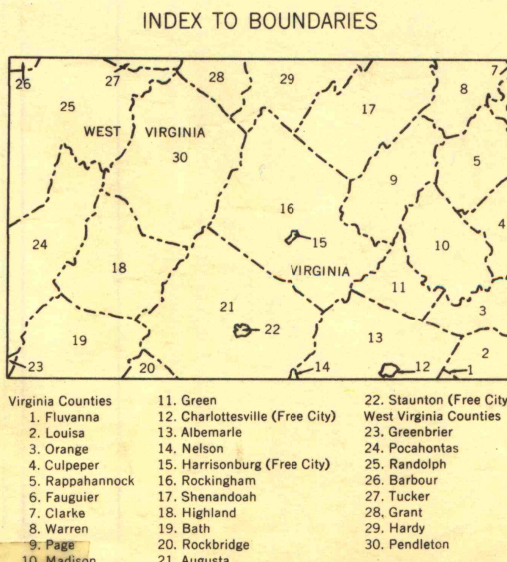 INDEX TO BOUNDARIES
26
27
28
29
7
8
25
17
WEST VIRGINIA
30
5
9
16
4
24
15
10
18
VIRGINIA
11
21
3
22
13
19
2
23
20
14
12
1
Virginia Counties
1. Fluvanna
2. Louisa
3. Orange
4. Culpeper
5. Rappahannock
6. Fauguier
7. Clarke
8. Warren
9. Page
10. Madison
11. Green
12. Charlottesville (Free City)
13. Albemarle
14. Nelson
15. Harrisonburg (Free City)
16. Rockingham
17. Shenandoah
18. Highland
19. Bath
20. Rockbridge
21. Augusta
22. Staunton (Free City
West Virginia Counties
23. Greenbrier
24. Pocahontas
25. Randolph
26. Barbour
27. Tucker
28. Grant
29. Hardy
30. Pendleton